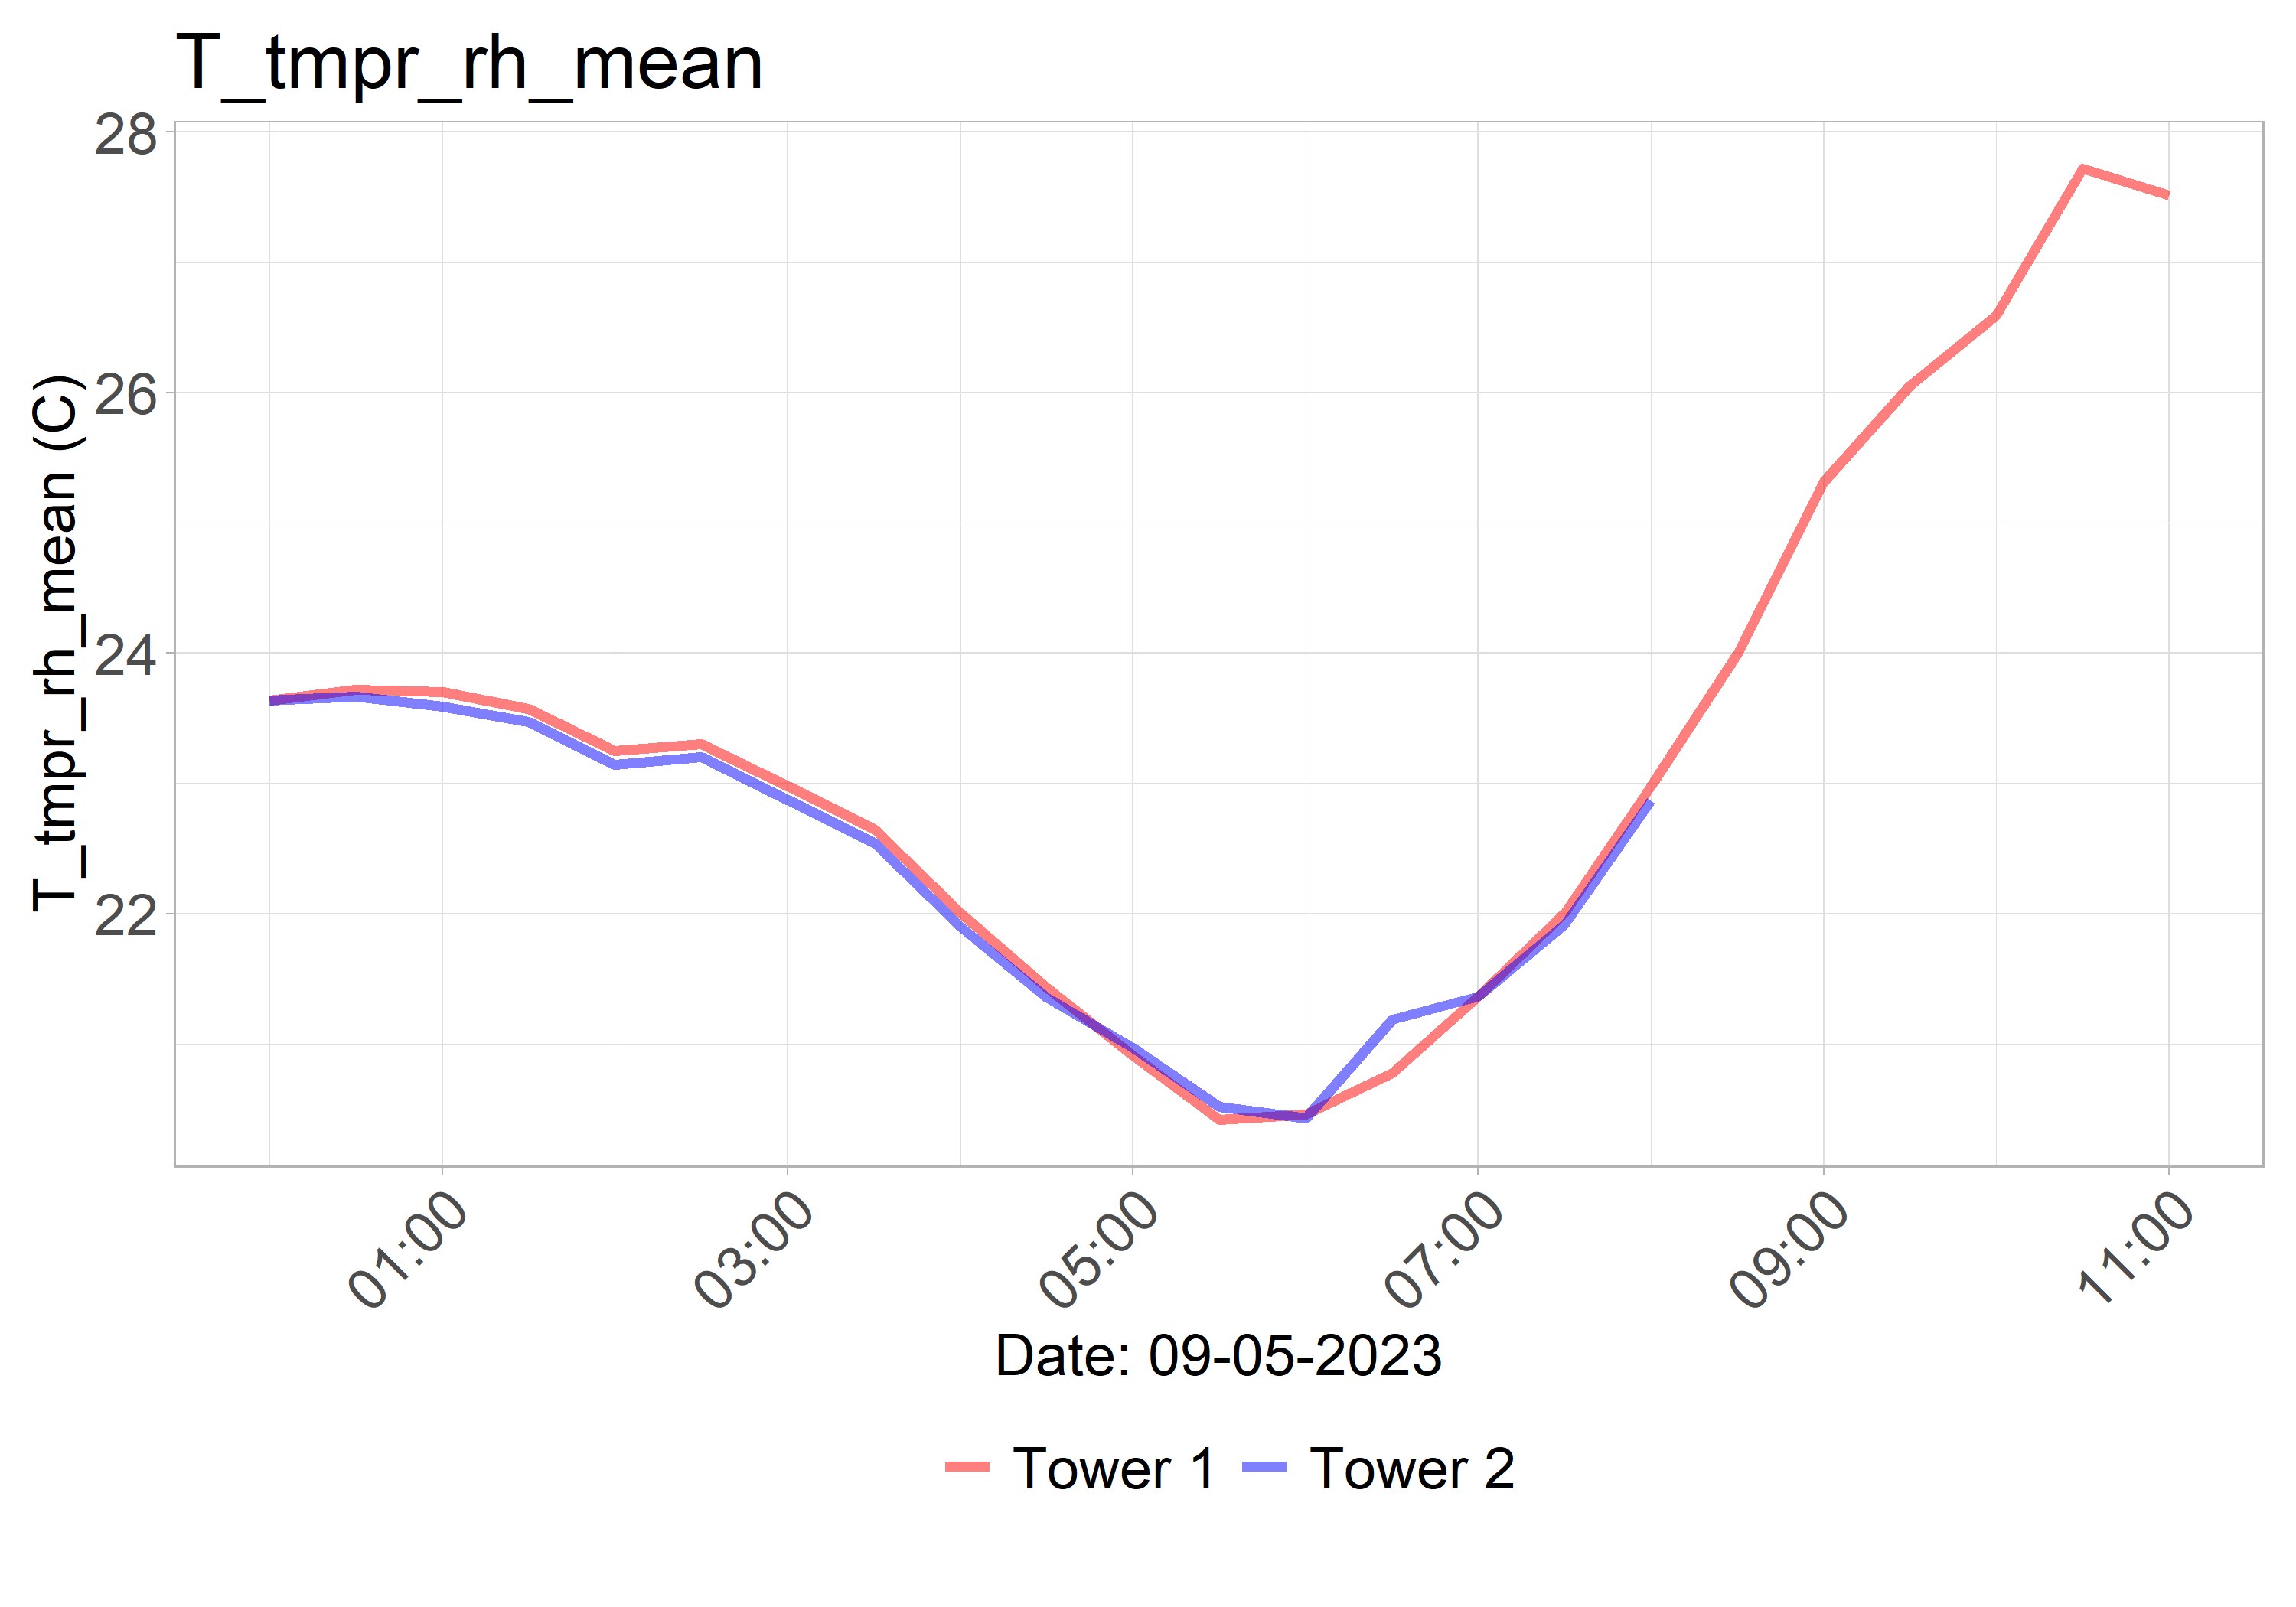 T_tmpr_rh_mean
T_tmpr_rh_mean (C)
28
26
24
22
01:00
03:00
05:00
07:00
09:00
11:00
Date: 09-05-2023
Tower 1
Tower 2